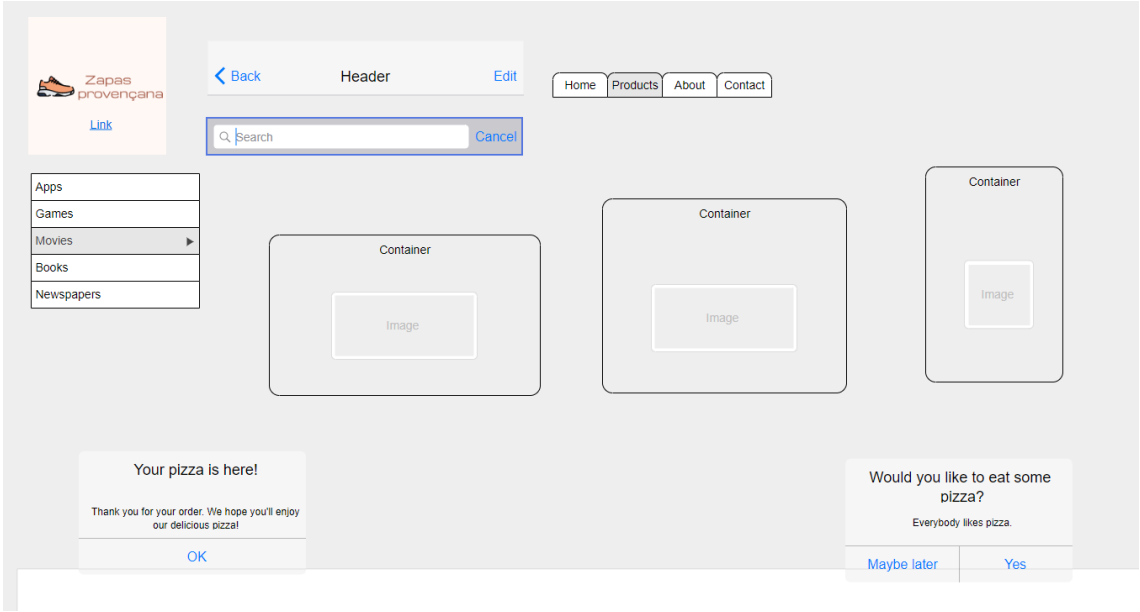 Zapas
provençana
Link
Back
Header
Edit
Home
Products
About
Contact
Search
Cancel
Apps
Games
Movies
Books
Newspapers
Container
Image
Container
Image
Container
Image
Your pizza is here!
Thank you for your order. We hope you'll enjoy
our delicious pizza!
OK
Would you like to eat some
pizza?
Everybody likes pizza.
Maybe later
Yes